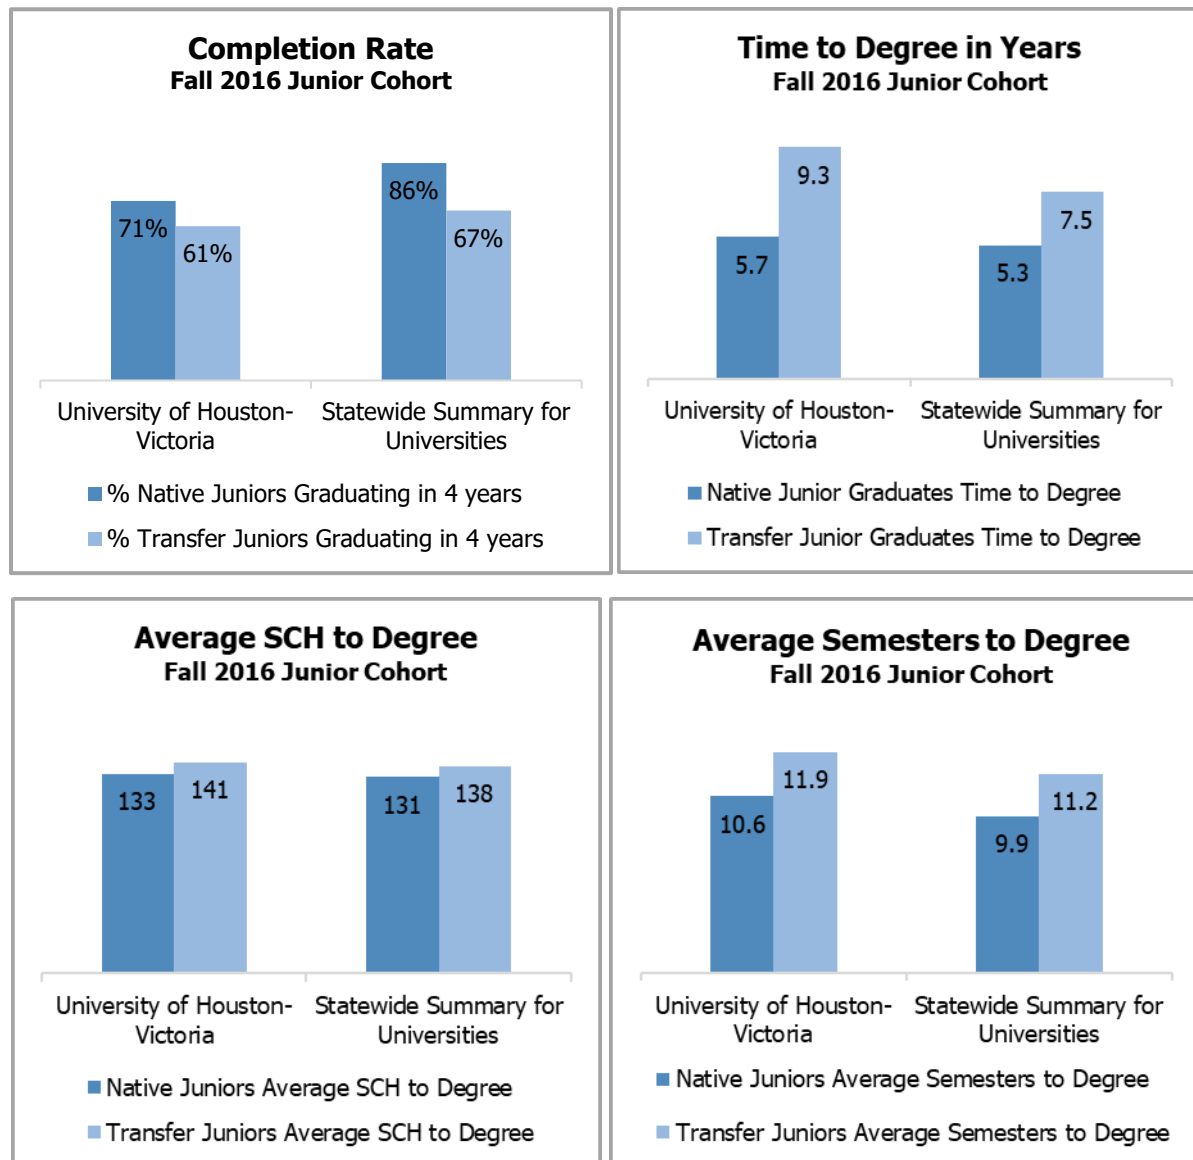 Completion Rate
Fall 2016 Junior Cohort
71%
61%
86%
67%
University of Houston-
Victoria
Statewide Summary for
Universities
% Native Juniors Graduating in 4 years
% Transfer Juniors Graduating in 4 years
Time to Degree in Years
Fall 2016 Junior Cohort
5.7
9.3
5.3
7.5
University of Houston-
Victoria
Statewide Summary for
Universities
Native Junior Graduates Time to Degree
Transfer Junior Graduates Time to Degree
Average SCH to Degree
Fall 2016 Junior Cohort
133
141
131
138
University of Houston-
Victoria
Statewide Summary for
Universities
Native Juniors Average SCH to Degree
Transfer Juniors Average SCH to Degree
Average Semesters to Degree
Fall 2016 Junior Cohort
10.6
11.9
9.9
11.2
University of Houston-
Victoria
Statewide Summary for
Universities
Native Juniors Average Semesters to Degree
Transfer Juniors Average Semesters to Degree